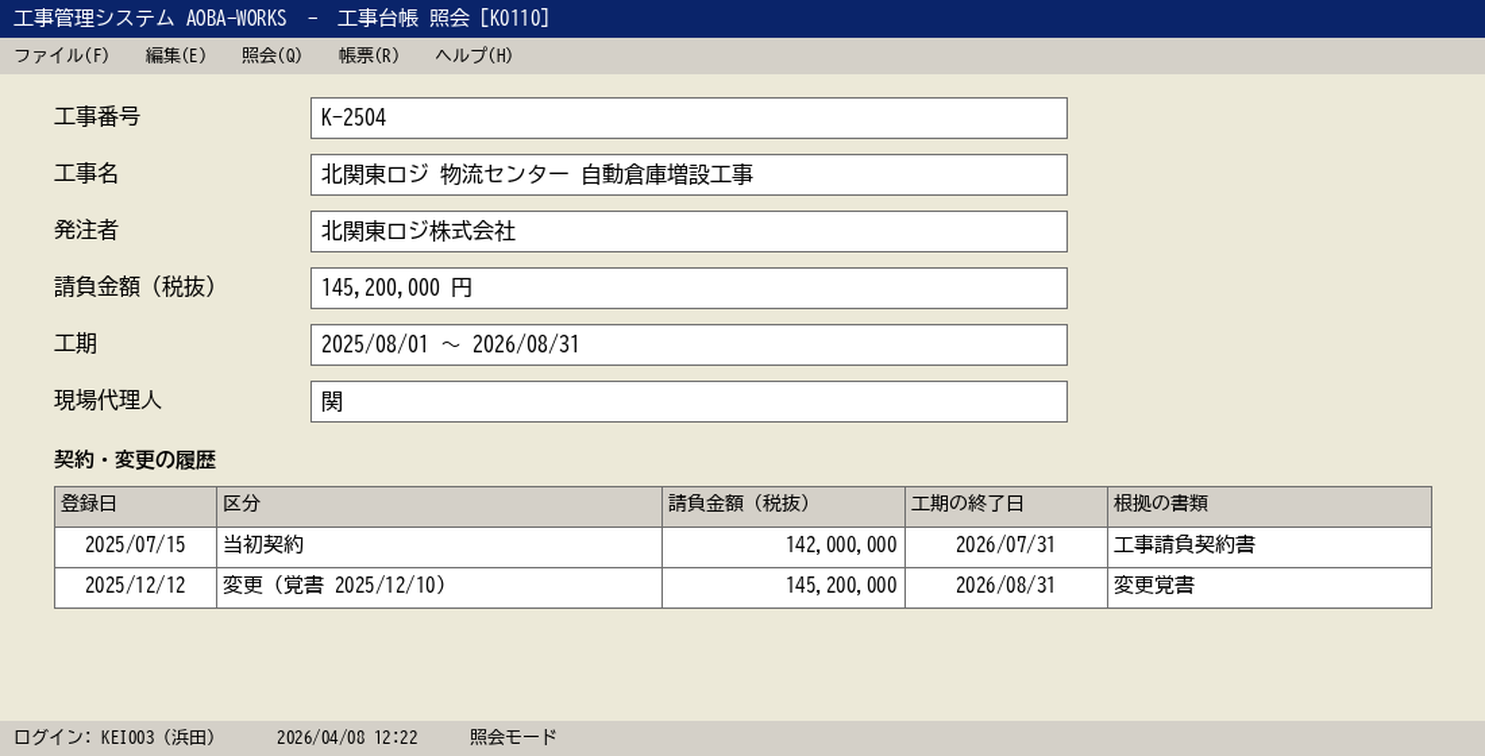 工事管理システム AOBA-WORKS - 工事台帳 照会 [K0110]
ファイル(F) 編集(E) 照会(Q) 帳票(R) ヘルプ(H)
工事番号 K-2504
工事名 北関東ロジ 物流センター 自動倉庫増設工事
発注者 北関東ロジ株式会社
請負金額（税抜） 145,200,000 円
工期 2025/08/01 ～ 2026/08/31
現場代理人 関
契約・変更の履歴
登録日 区分 請負金額（税抜） 工期の終了日 根拠の書類
2025/07/15 当初契約 142,000,000 2026/07/31 工事請負契約書
2025/12/12 変更（覚書 2025/12/10） 145,200,000 2026/08/31 変更覚書
ログイン: KEI003（浜田） 2026/04/08 12:22 照会モード